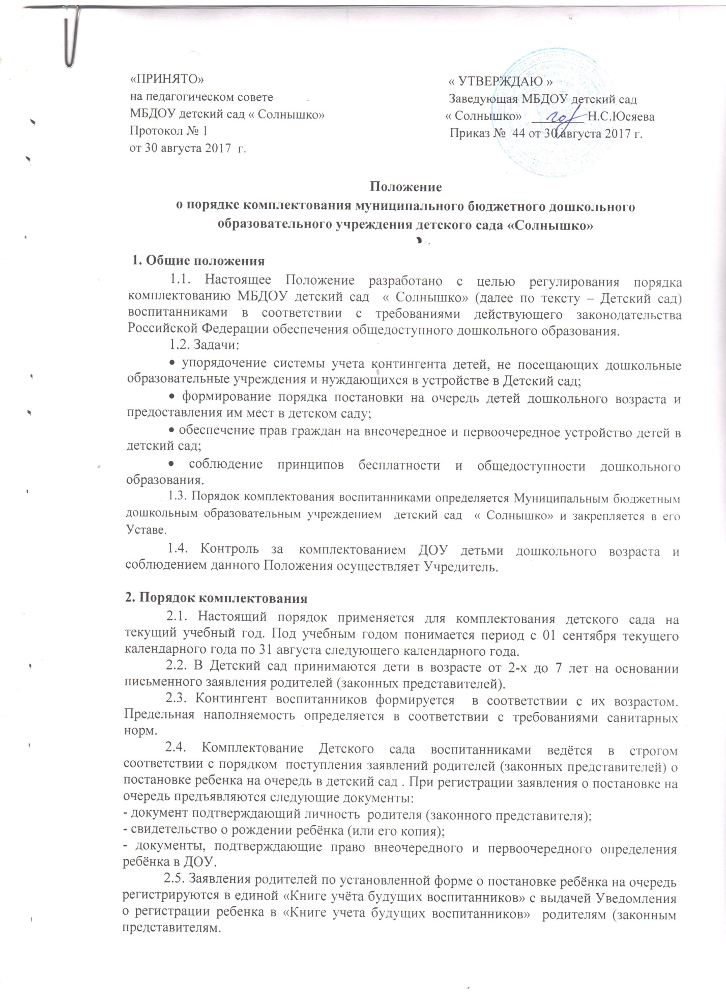 «ПРИНЯТО»
на педагогическом совете
МБДОУ детский сад « Солнышко»
Протокол № 1
от 30 августа 2017 г.
« УТВЕРЖДАЮ »
Заведующая МБДОУ детский сад
« Солнышко» ________ Н.С.Юсяева
Приказ № 44 от 30 августа 2017 г.
Положение
о порядке комплектования муниципального бюджетного дошкольного
образовательного учреждения детского сада «Солнышко»
1. Общие положения
1.1. Настоящее Положение разработано с целью регулирования порядка
комплектованию МБДОУ детский сад « Солнышко» (далее по тексту – Детский сад)
воспитанниками в соответствии с требованиями действующего законодательства
Российской Федерации обеспечения общедоступного дошкольного образования.
1.2. Задачи:
• упорядочение системы учета контингента детей, не посещающих дошкольные
образовательные учреждения и нуждающихся в устройстве в Детский сад;
• формирование порядка постановки на очередь детей дошкольного возраста и
предоставления им мест в детском саду;
• обеспечение прав граждан на внеочередное и первоочередное устройство детей в
детский сад;
• соблюдение принципов бесплатности и общедоступности дошкольного
образования.
1.3. Порядок комплектования воспитанниками определяется Муниципальным бюджетным
дошкольным образовательным учреждением детский сад « Солнышко» и закрепляется в его
Уставе.
1.4. Контроль за комплектованием ДОУ детьми дошкольного возраста и
соблюдением данного Положения осуществляет Учредитель.
2. Порядок комплектования
2.1. Настоящий порядок применяется для комплектования детского сада на
текущий учебный год. Под учебным годом понимается период с 01 сентября текущего
календарного года по 31 августа следующего календарного года.
2.2. В Детский сад принимаются дети в возрасте от 2-х до 7 лет на основании
письменного заявления родителей (законных представителей).
2.3. Контингент воспитанников формируется в соответствии с их возрастом.
Предельная наполняемость определяется в соответствии с требованиями санитарных
норм.
2.4. Комплектование Детского сада воспитанниками ведётся в строгом
соответствии с порядком поступления заявлений родителей (законных представителей) о
постановке ребенка на очередь в детский сад . При регистрации заявления о постановке на
очередь предъявляются следующие документы:
- документ подтверждающий личность родителя (законного представителя);
- свидетельство о рождении ребёнка (или его копия);
- документы, подтверждающие право внеочередного и первоочередного определения
ребёнка в ДОУ.
2.5. Заявления родителей по установленной форме о постановке ребёнка на очередь
регистрируются в единой «Книге учёта будущих воспитанников» с выдачей Уведомления
о регистрации ребенка в «Книге учета будущих воспитанников» родителям (законным
представителям.